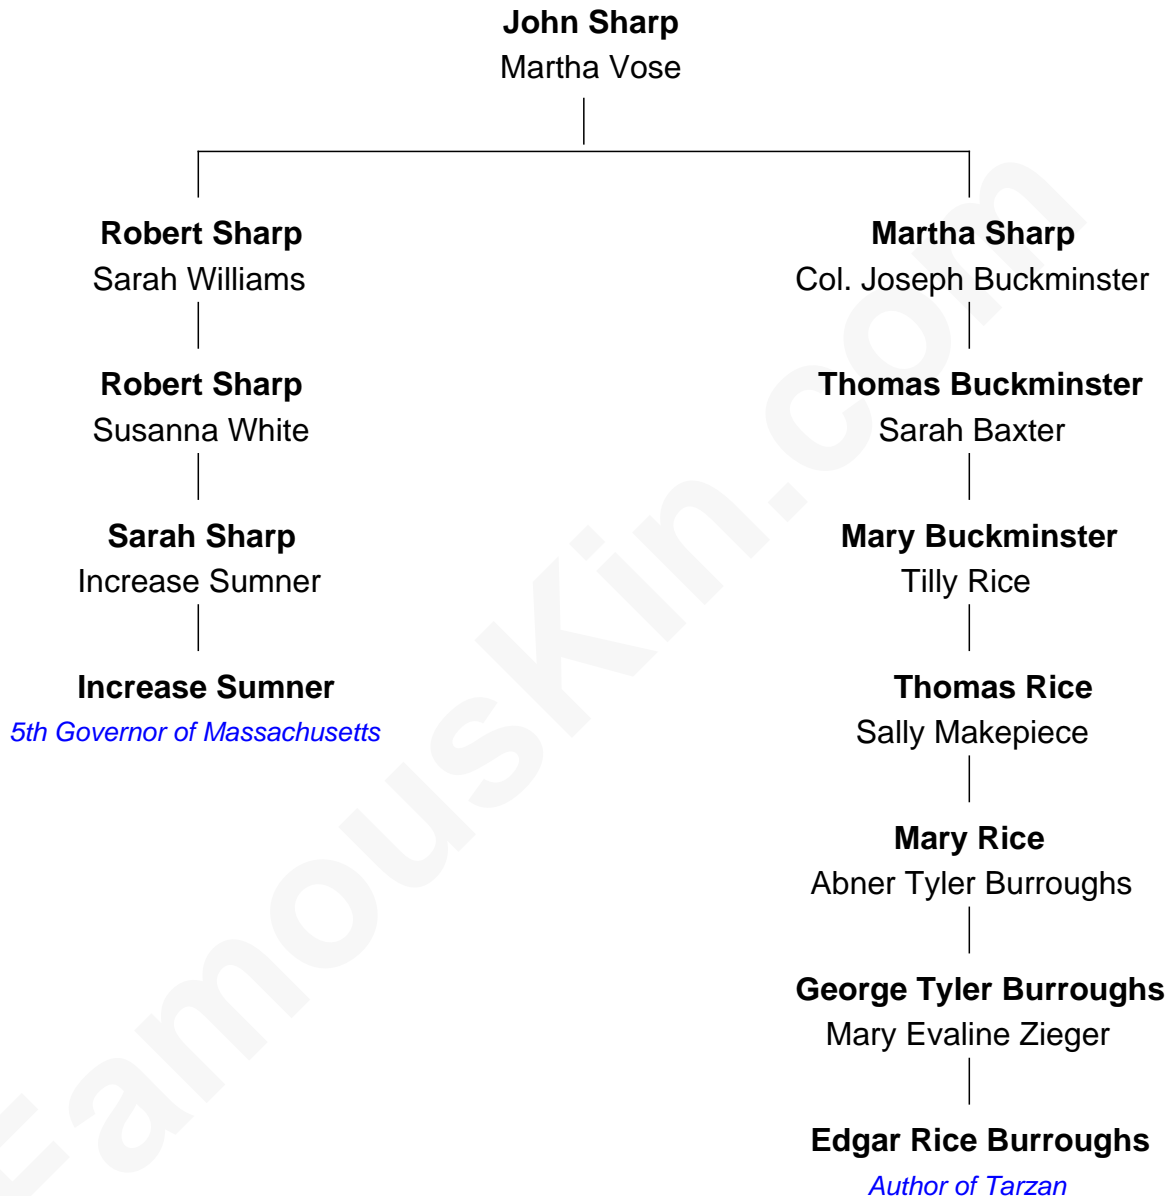 John Sharp
Martha Vose
Robert Sharp
Sarah Williams
Robert Sharp
Susanna White
Sarah Sharp
Increase Sumner
Increase Sumner
5th Governor of Massachusetts
Martha Sharp
Col. Joseph Buckminster
Thomas Buckminster
Sarah Baxter
Mary Buckminster
Tilly Rice
Thomas Rice
Sally Makepiece
Mary Rice
Abner Tyler Burroughs
George Tyler Burroughs
Mary Evaline Zieger
Edgar Rice Burroughs
Author of Tarzan
FamousKin.com